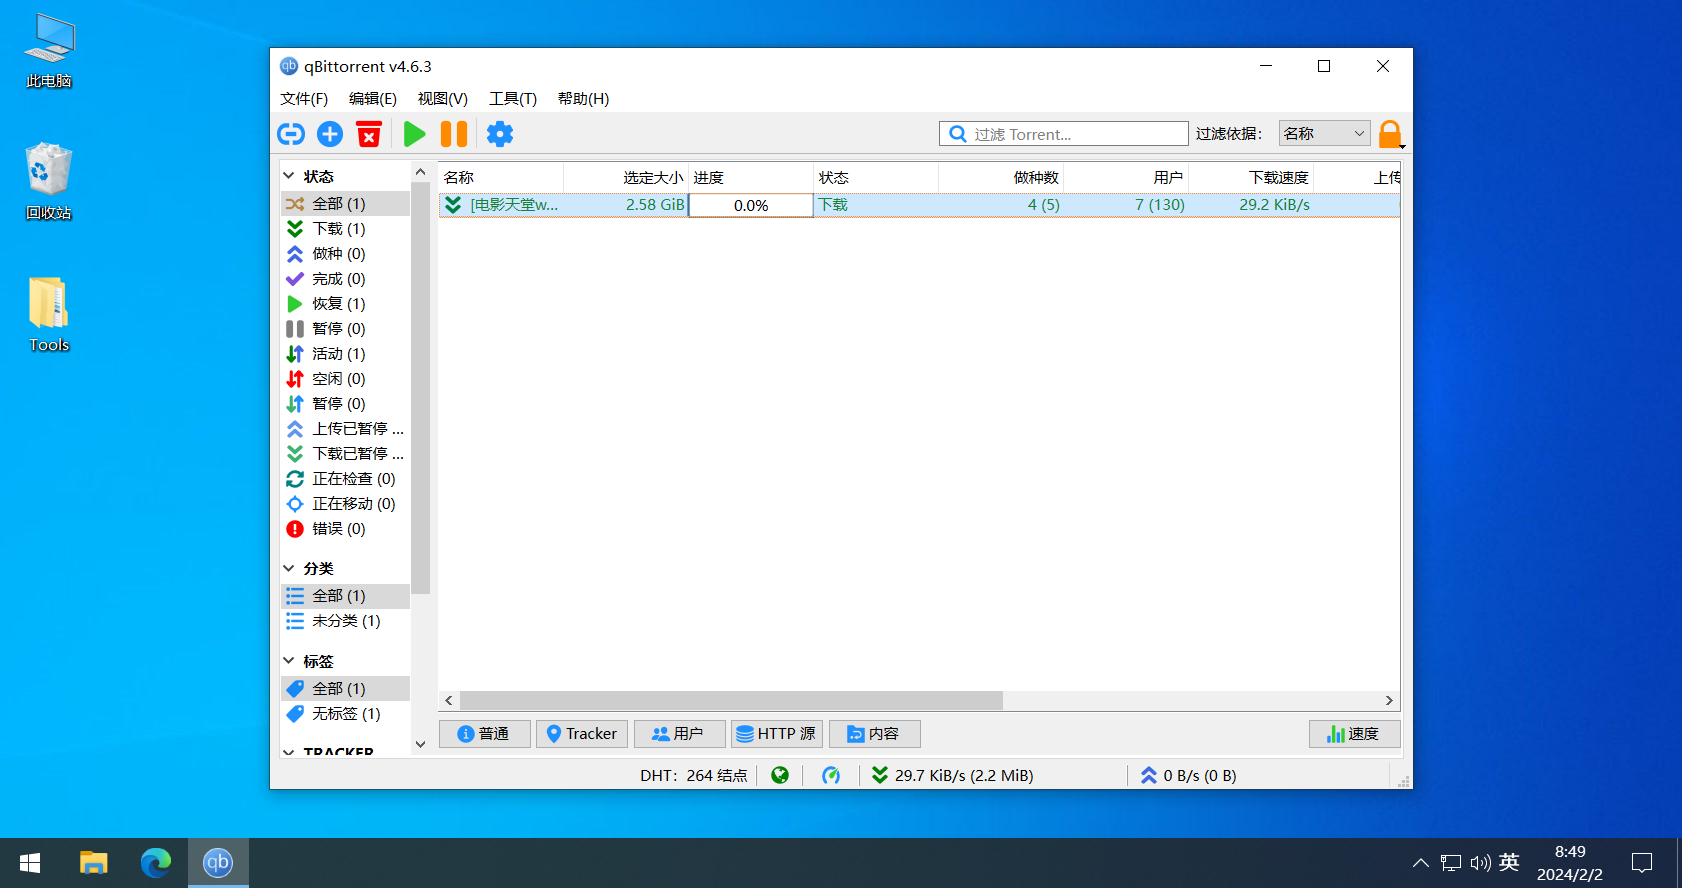 此电脑
回收站
Tools
qBittorrent v4.6.3
文件(F) 编辑(E) 视图(V) 工具(T) 帮助(H)
过滤 Torrent... 过滤依据： 名称
状态
全部 (1)
下载 (1)
做种 (0)
完成 (0)
恢复 (1)
暂停 (0)
活动 (1)
空闲 (0)
暂停 (0)
上传已暂停 ...
下载已暂停 ...
正在检查 (0)
正在移动 (0)
错误 (0)
分类
全部 (1)
未分类 (1)
标签
全部 (1)
无标签 (1)
TRACKER
名称 选定大小 进度 状态 做种数 用户 下载速度 上传
[电影天堂w... 2.58 GiB 0.0% 下载 4 (5) 7 (130) 29.2 KiB/s
普通 Tracker 用户 HTTP 源 内容 速度
DHT： 264 结点 29.7 KiB/s (2.2 MiB) 0 B/s (0 B)
qb
英
8:49
2024/2/2